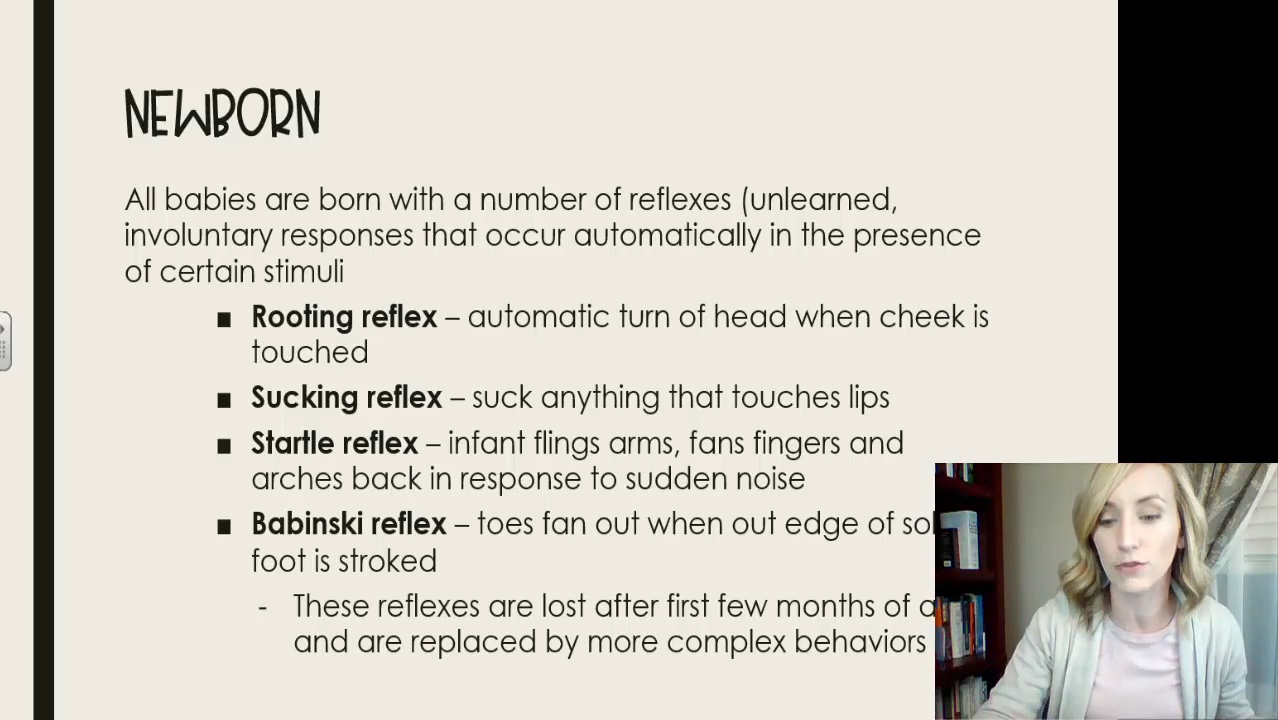 NEWBORN
All babies are born with a number of reflexes (unlearned,
involuntary responses that occur automatically in the presence
of certain stimuli
■ Rooting reflex – automatic turn of head when cheek is
touched
■ Sucking reflex – suck anything that touches lips
■ Startle reflex – infant flings arms, fans fingers and
arches back in response to sudden noise
■ Babinski reflex – toes fan out when out edge of
foot is stroked
- These reflexes are lost after first few months of
and are replaced by more complex behaviors